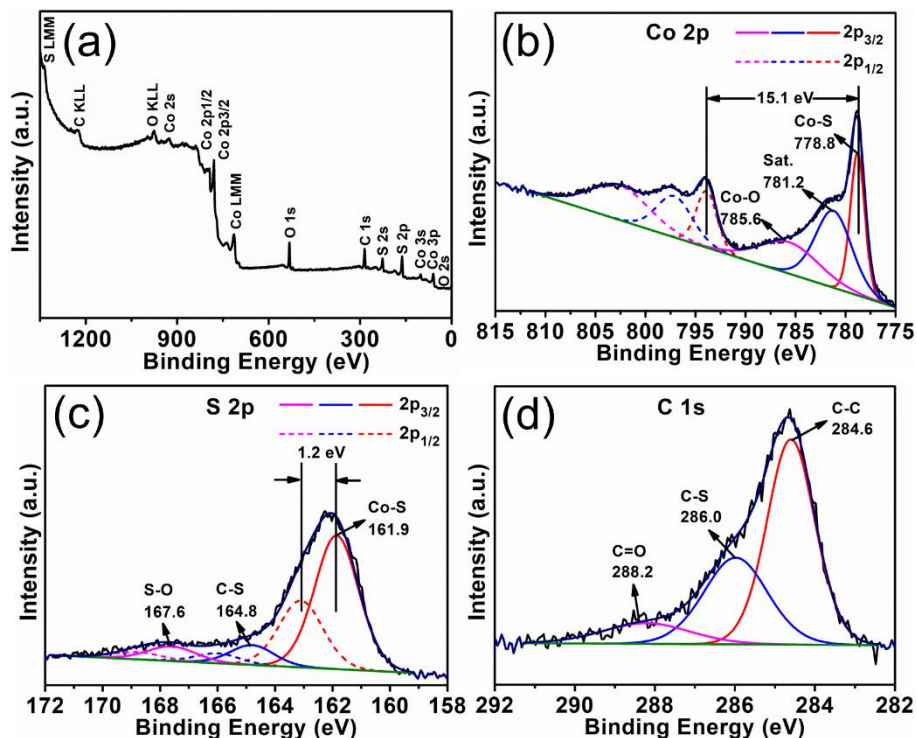 (a)
S LMM
C KLL
O KLL
Co 2s
Co 2p1/2
Co 2p3/2
Co LMM
O 1s
C 1s
S 2s
S 2p
Co 3s
Co 3p
O 2s
Intensity (a.u.)
1200 900 600 300 0
Binding Energy (eV)
(b)
Co 2p
2p3/2
2p1/2
15.1 eV
Co-S
778.8
Sat.
781.2
Co-O
785.6
Intensity (a.u.)
815 810 805 800 795 790 785 780 775
Binding Energy (eV)
(c)
S 2p
2p3/2
2p1/2
1.2 eV
Co-S
161.9
S-O
167.6
C-S
164.8
Intensity (a.u.)
172 170 168 166 164 162 160 158
Binding Energy (eV)
(d)
C 1s
C-C
284.6
C-S
286.0
C=O
288.2
Intensity (a.u.)
292 290 288 286 284 282
Binding Energy (eV)